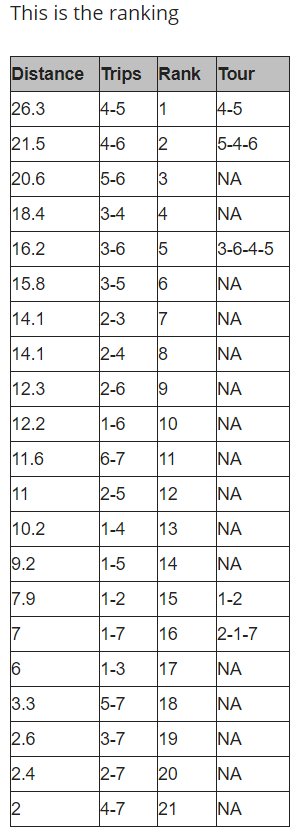 This is the ranking
Distance Trips Rank Tour
26.3 4-5 1 4-5
21.5 4-6 2 5-4-6
20.6 5-6 3 NA
18.4 3-4 4 NA
16.2 3-6 5 3-6-4-5
15.8 3-5 6 NA
14.1 2-3 7 NA
14.1 2-4 8 NA
12.3 2-6 9 NA
12.2 1-6 10 NA
11.6 6-7 11 NA
11 2-5 12 NA
10.2 1-4 13 NA
9.2 1-5 14 NA
7.9 1-2 15 1-2
7 1-7 16 2-1-7
6 1-3 17 NA
3.3 5-7 18 NA
2.6 3-7 19 NA
2.4 2-7 20 NA
2 4-7 21 NA